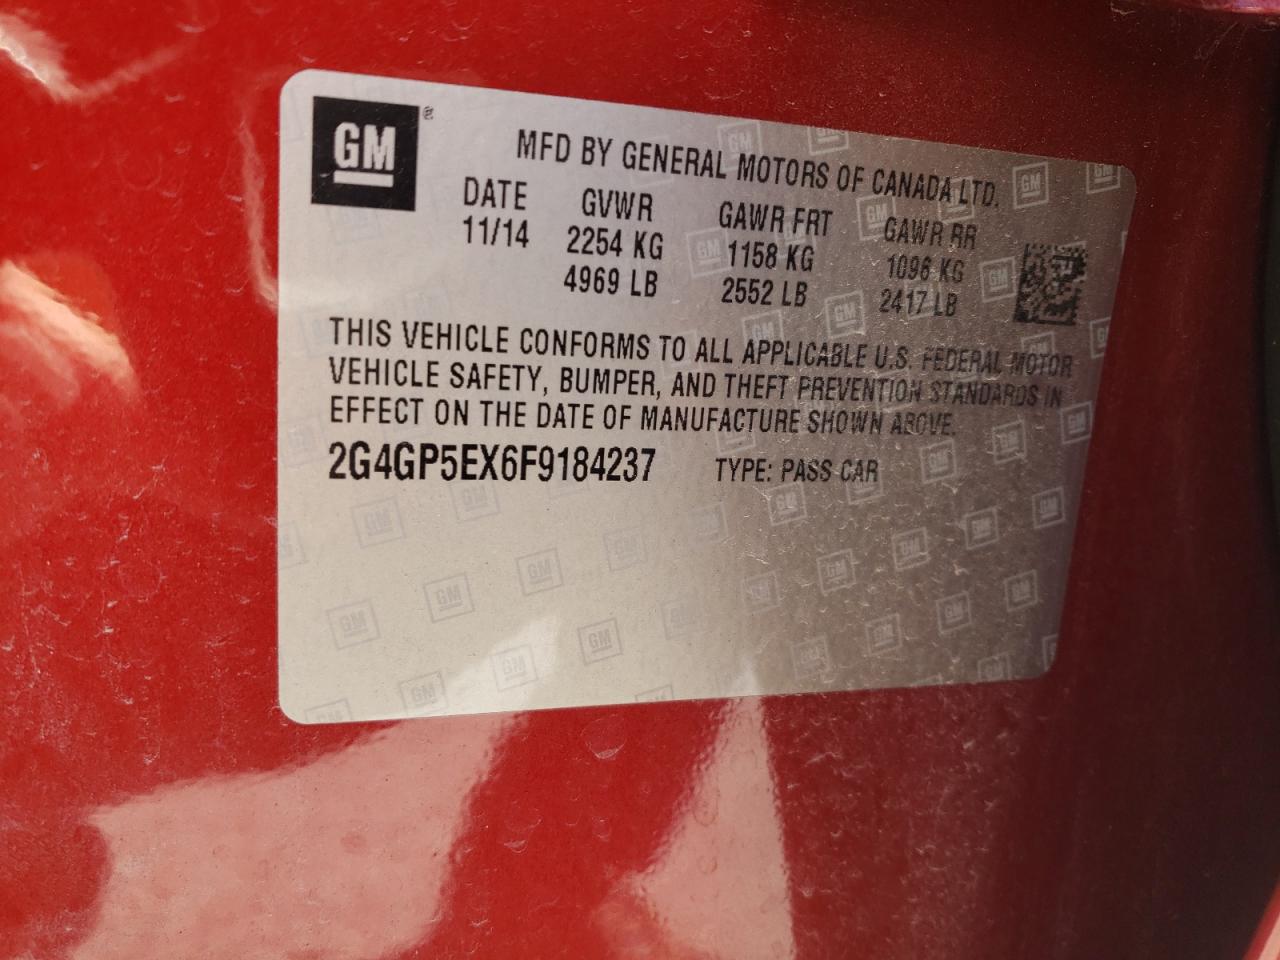 GM®
MFD BY GENERAL MOTORS OF CANADA LTD.
DATE GVWR GAWR FRT GAWR RR
11/14 2254 KG 1158 KG 1096 KG
4969 LB 2552 LB 2417 LB
THIS VEHICLE CONFORMS TO ALL APPLICABLE U.S. FEDERAL MOTOR
VEHICLE SAFETY, BUMPER, AND THEFT PREVENTION STANDARDS IN
EFFECT ON THE DATE OF MANUFACTURE SHOWN ABOVE.
2G4GP5EX6F9184237 TYPE: PASS CAR